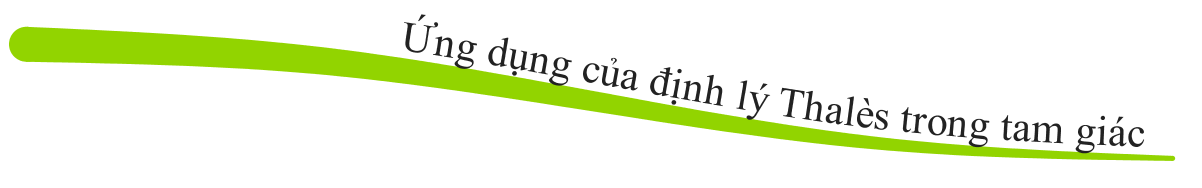 Ứng dụng của định lý Thalès trong tam giác